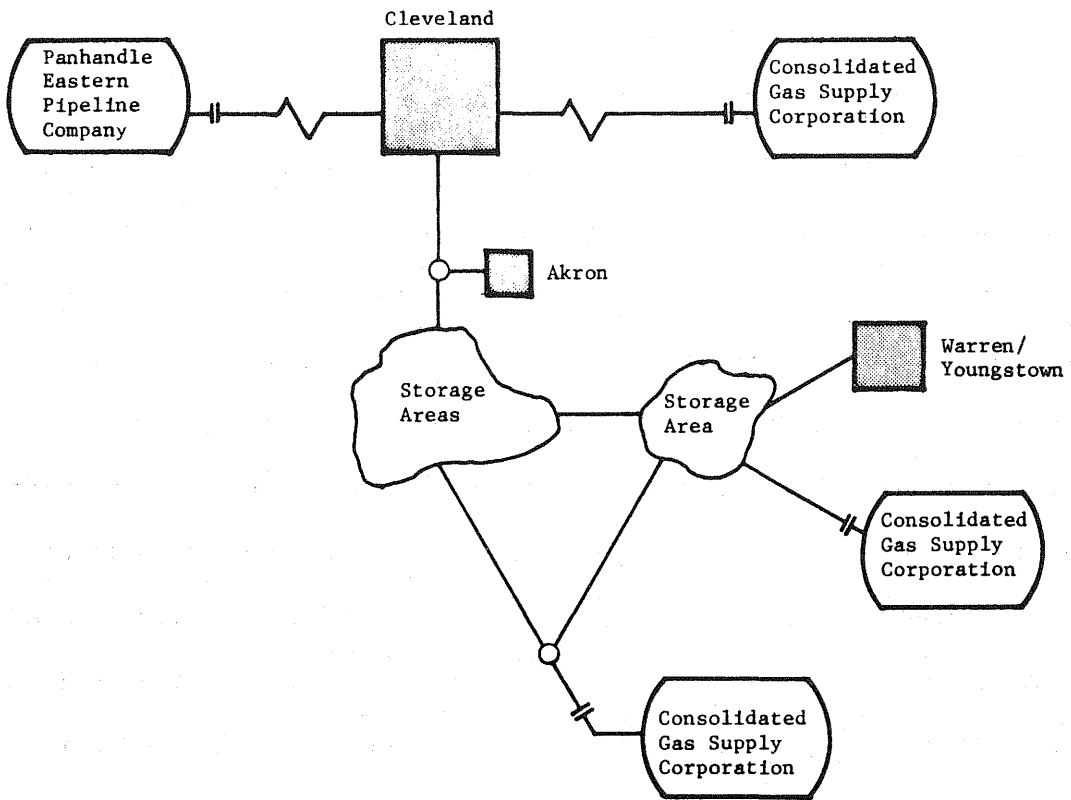 Cleveland
Panhandle
Eastern
Pipeline
Company
Consolidated
Gas Supply
Corporation
Akron
Storage
Areas
Storage
Area
Warren/
Youngstown
Consolidated
Gas Supply
Corporation
Consolidated
Gas Supply
Corporation